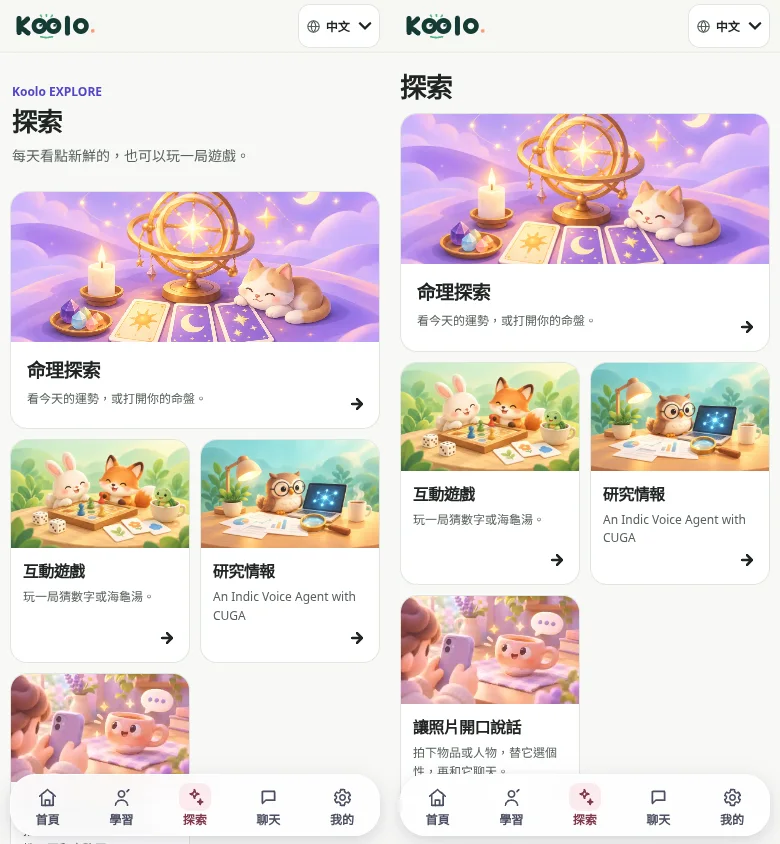 Koolo.
中文
Koolo EXPLORE
探索
每天看點新鮮的，也可以玩一局遊戲。
命理探索
看今天的運勢，或打開你的命盤。
互動遊戲
玩一局猜數字或海龜湯。
研究情報
An Indic Voice Agent with
CUGA
首頁
學習
探索
聊天
我的
Koolo.
中文
探索
命理探索
看今天的運勢，或打開你的命盤。
互動遊戲
玩一局猜數字或海龜湯。
研究情報
An Indic Voice Agent with
CUGA
讓照片開口說話
拍下物品或人物，替它選個
性，再和它聊天。
首頁
學習
探索
聊天
我的